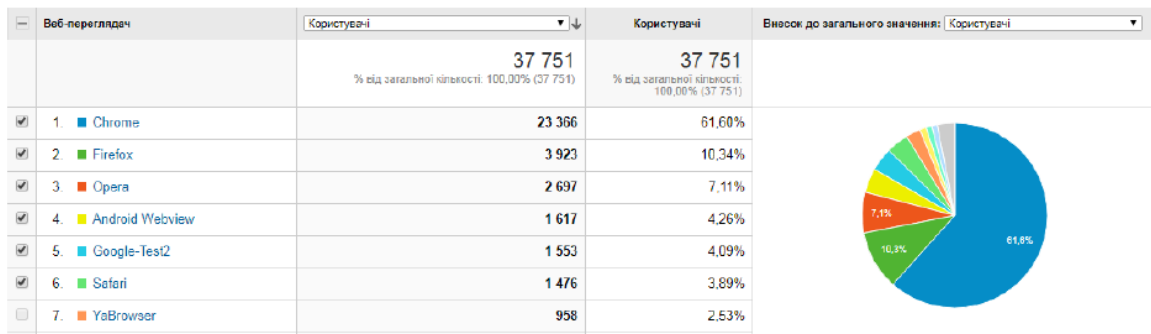 Веб-переглядач Користувачі Користувачі Внесок до загального значення: Користувачі
37 751 37 751
% від загальної кількості: 100,00% (37 751) % від загальної кількості:
100,00% (37 751)
1. Chrome 23 366 61,60%
2. Firefox 3 923 10,34%
3. Opera 2 697 7,11%
4. Android Webview 1 617 4,26%
5. Google-Test2 1 553 4,09%
6. Safari 1 476 3,89%
7. YaBrowser 958 2,53%
7,1%
10,3%
61,6%